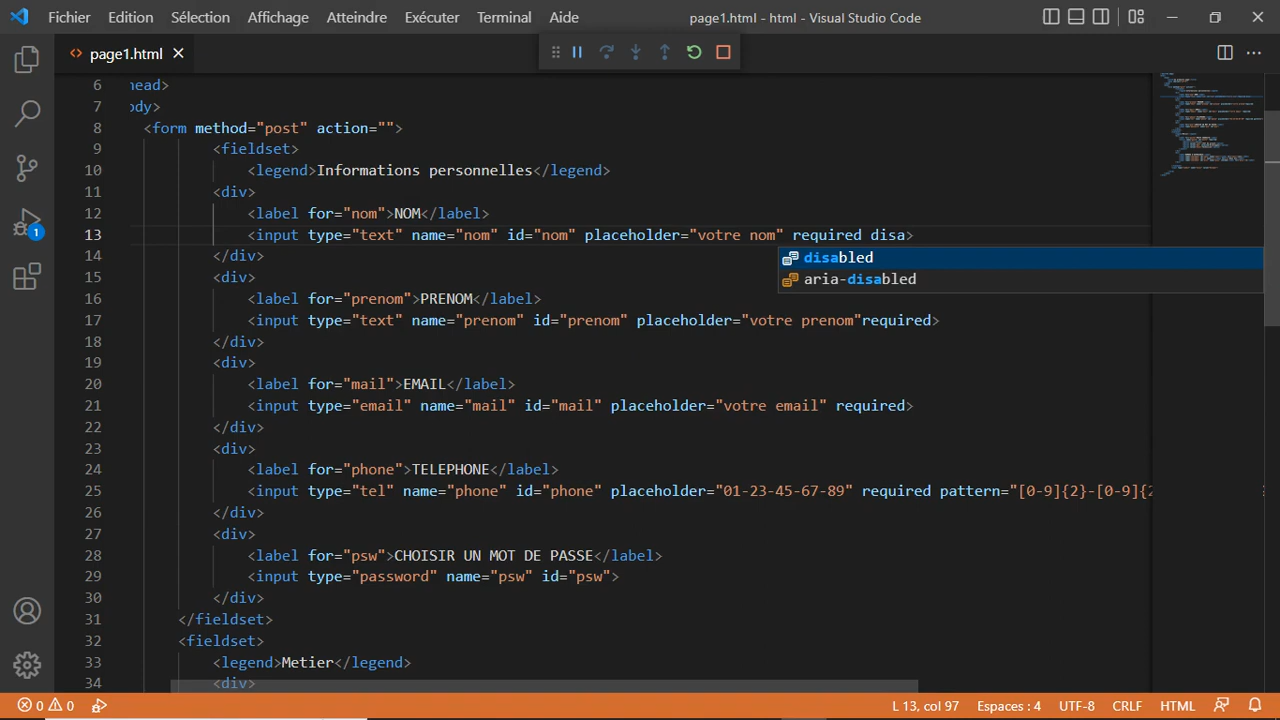 Fichier Edition Sélection Affichage Atteindre Exécuter Terminal Aide page1.html - html - Visual Studio Code
page1.html
6 head>
7 ody>
8 <form method="post" action="">
9 <fieldset>
10 <legend>Informations personnelles</legend>
11 <div>
12 <label for="nom">NOM</label>
13 <input type="text" name="nom" id="nom" placeholder="votre nom" required disa>
disabled
14 </div>
15 <div>
aria-disabled
16 <label for="prenom">PRENOM</label>
17 <input type="text" name="prenom" id="prenom" placeholder="votre prenom"required>
18 </div>
19 <div>
20 <label for="mail">EMAIL</label>
21 <input type="email" name="mail" id="mail" placeholder="votre email" required>
22 </div>
23 <div>
24 <label for="phone">TELEPHONE</label>
25 <input type="tel" name="phone" id="phone" placeholder="01-23-45-67-89" required pattern="[0-9]{2}-[0-9]{2
26 </div>
27 <div>
28 <label for="psw">CHOISIR UN MOT DE PASSE</label>
29 <input type="password" name="psw" id="psw">
30 </div>
31 </fieldset>
32 <fieldset>
33 <legend>Metier</legend>
34 <div>
1
0 0 L 13, col 97 Espaces : 4 UTF-8 CRLF HTML